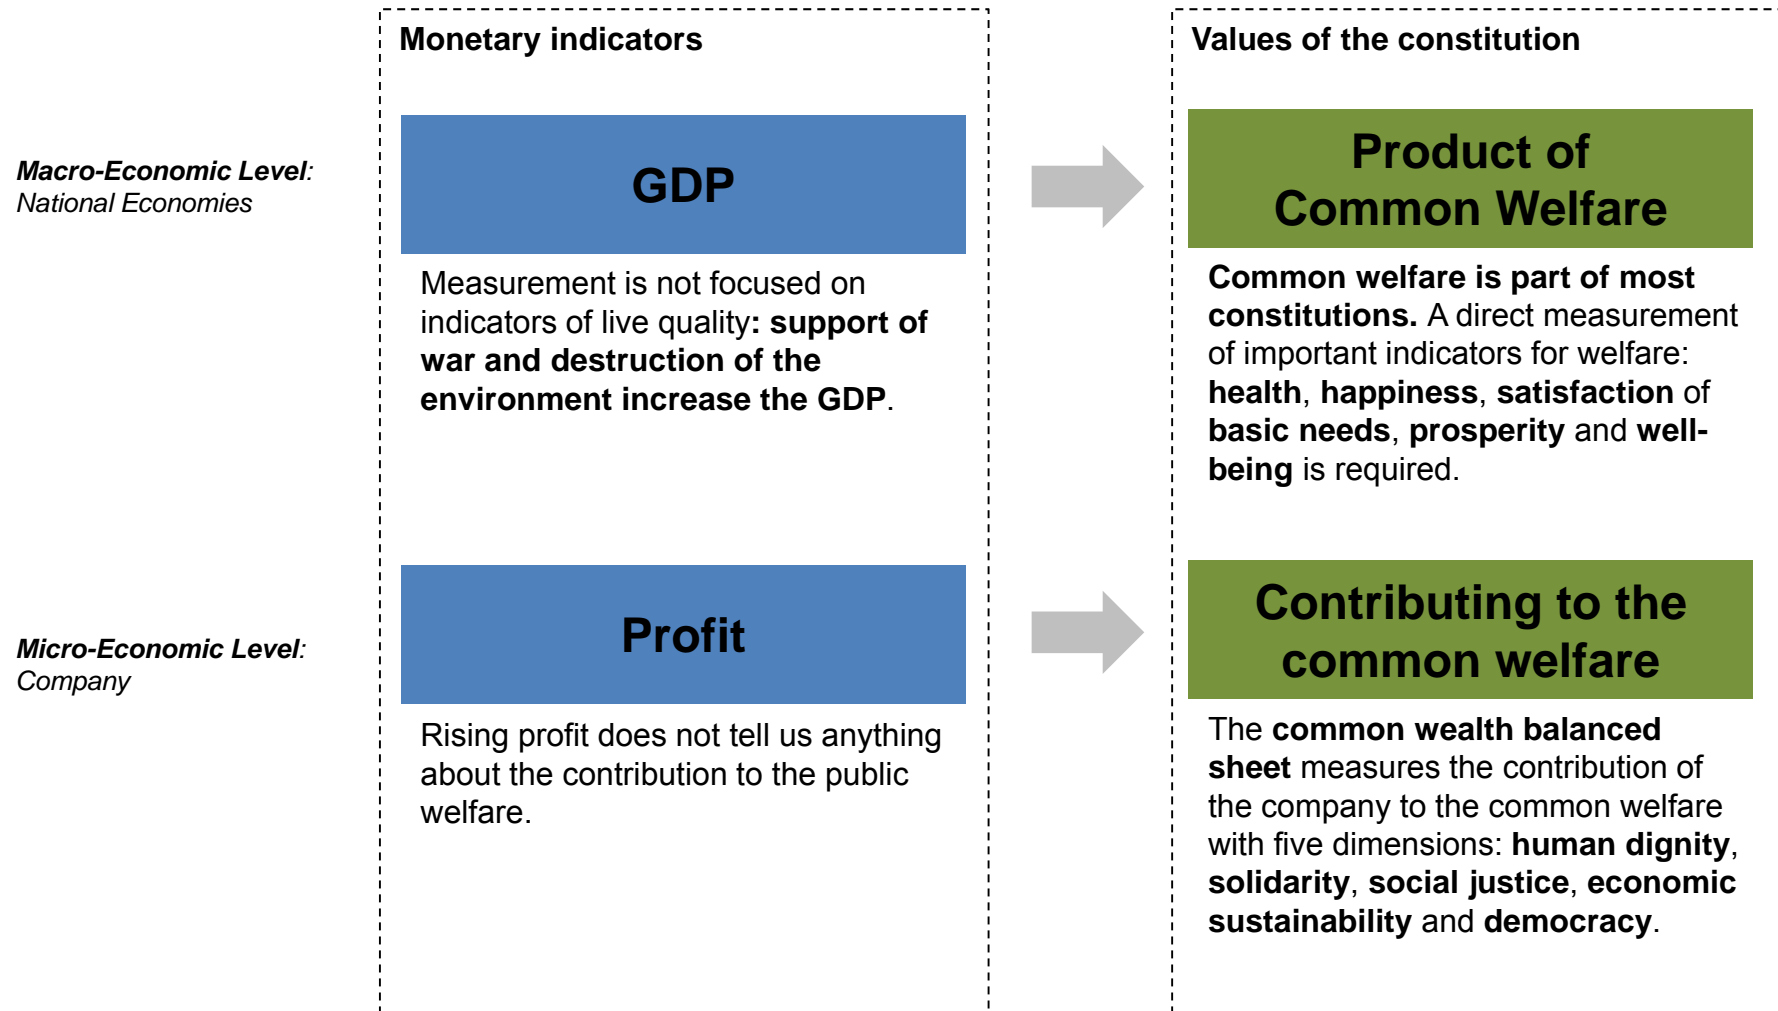 Monetary indicators
Values of the constitution
Macro-Economic Level:
National Economies
GDP
Product of
Common Welfare
Measurement is not focused on
indicators of live quality: support of
war and destruction of the
environment increase the GDP.
Common welfare is part of most
constitutions. A direct measurement
of important indicators for welfare:
health, happiness, satisfaction of
basic needs, prosperity and well-
being is required.
Micro-Economic Level:
Company
Profit
Contributing to the
common welfare
Rising profit does not tell us anything
about the contribution to the public
welfare.
The common wealth balanced
sheet measures the contribution of
the company to the common welfare
with five dimensions: human dignity,
solidarity, social justice, economic
sustainability and democracy.